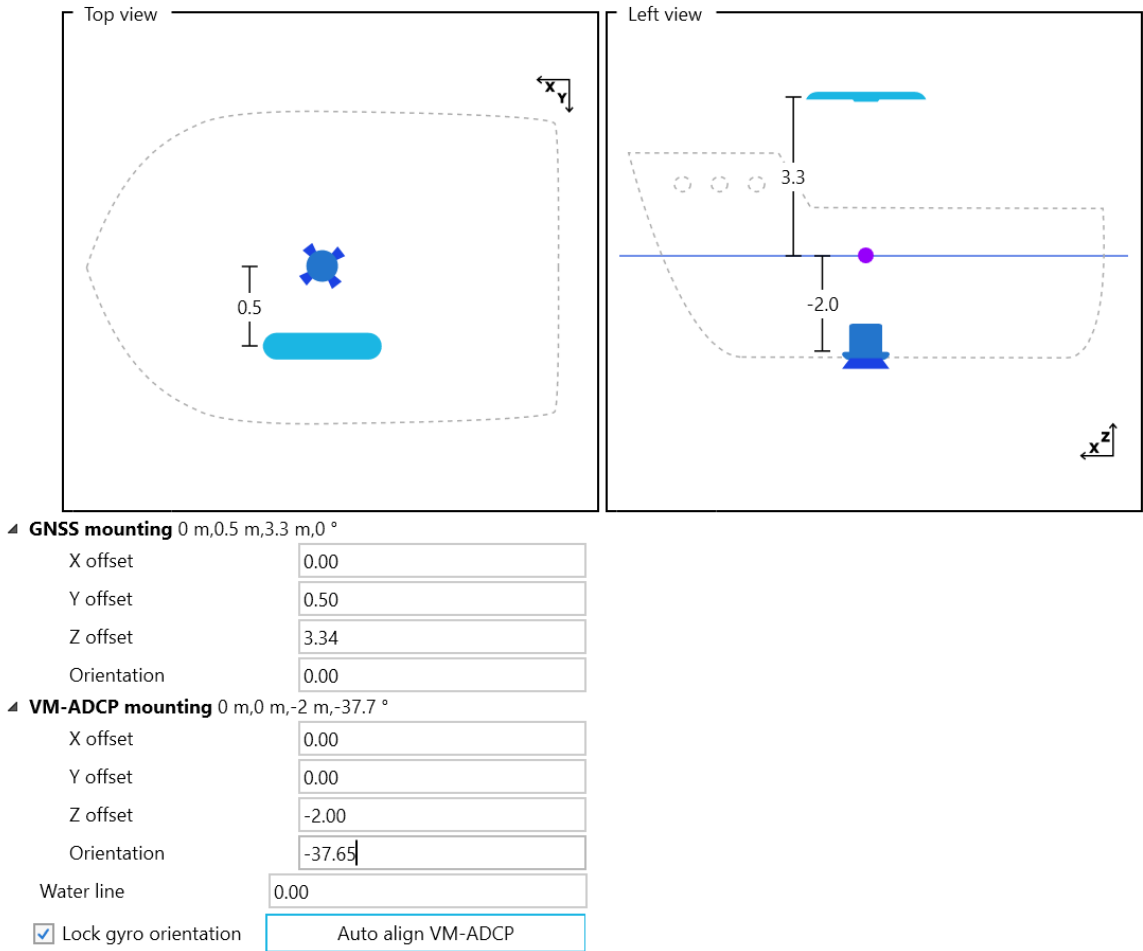 Top view
Left view
X
Y
3.3
0.5
-2.0
Z
X
GNSS mounting 0 m,0.5 m,3.3 m,0 °
X offset 0.00
Y offset 0.50
Z offset 3.34
Orientation 0.00
VM-ADCP mounting 0 m,0 m,-2 m,-37.7 °
X offset 0.00
Y offset 0.00
Z offset -2.00
Orientation -37.65
Water line 0.00
Lock gyro orientation Auto align VM-ADCP